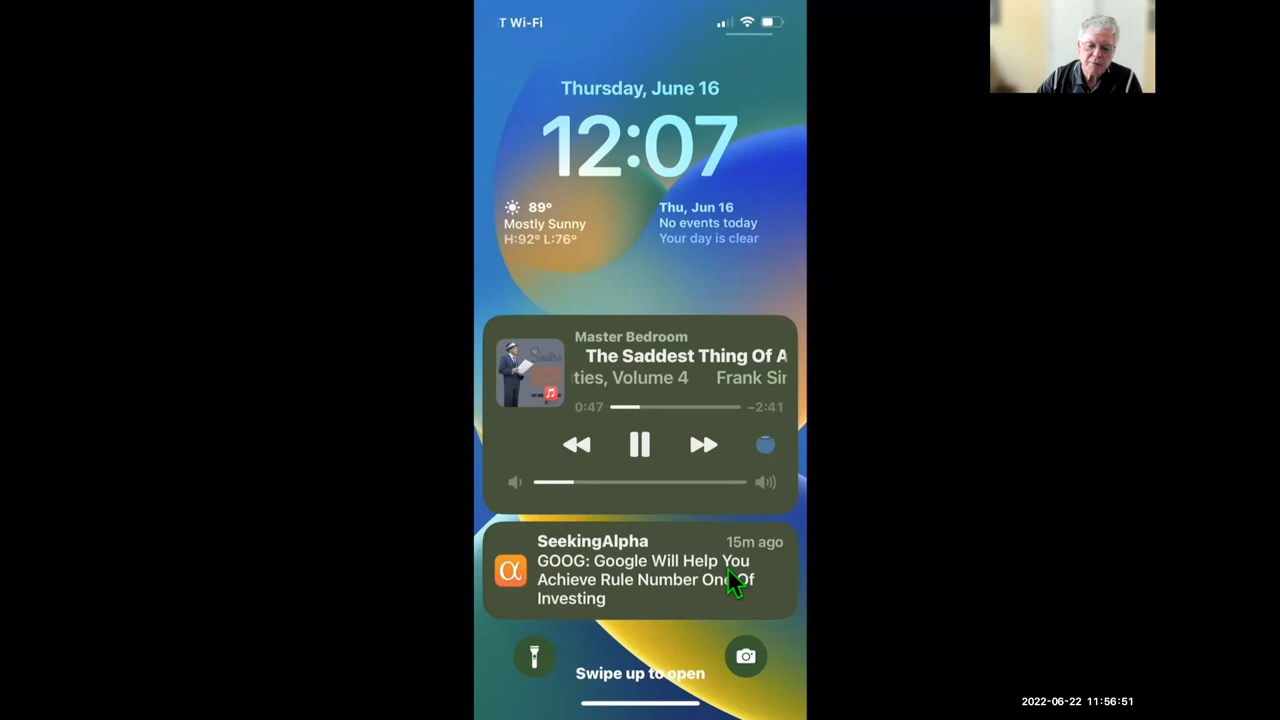 T Wi-Fi
Thursday, June 16
12:07
89°
Mostly Sunny
H:92° L:76°
Thu, Jun 16
No events today
Your day is clear
Master Bedroom
The Saddest Thing Of A
ties, Volume 4 Frank Sin
0:47 -2:41
SeekingAlpha 15m ago
GOOG: Google Will Help You
Achieve Rule Number One Of
Investing
Swipe up to open
2022-06-22 11:56:51